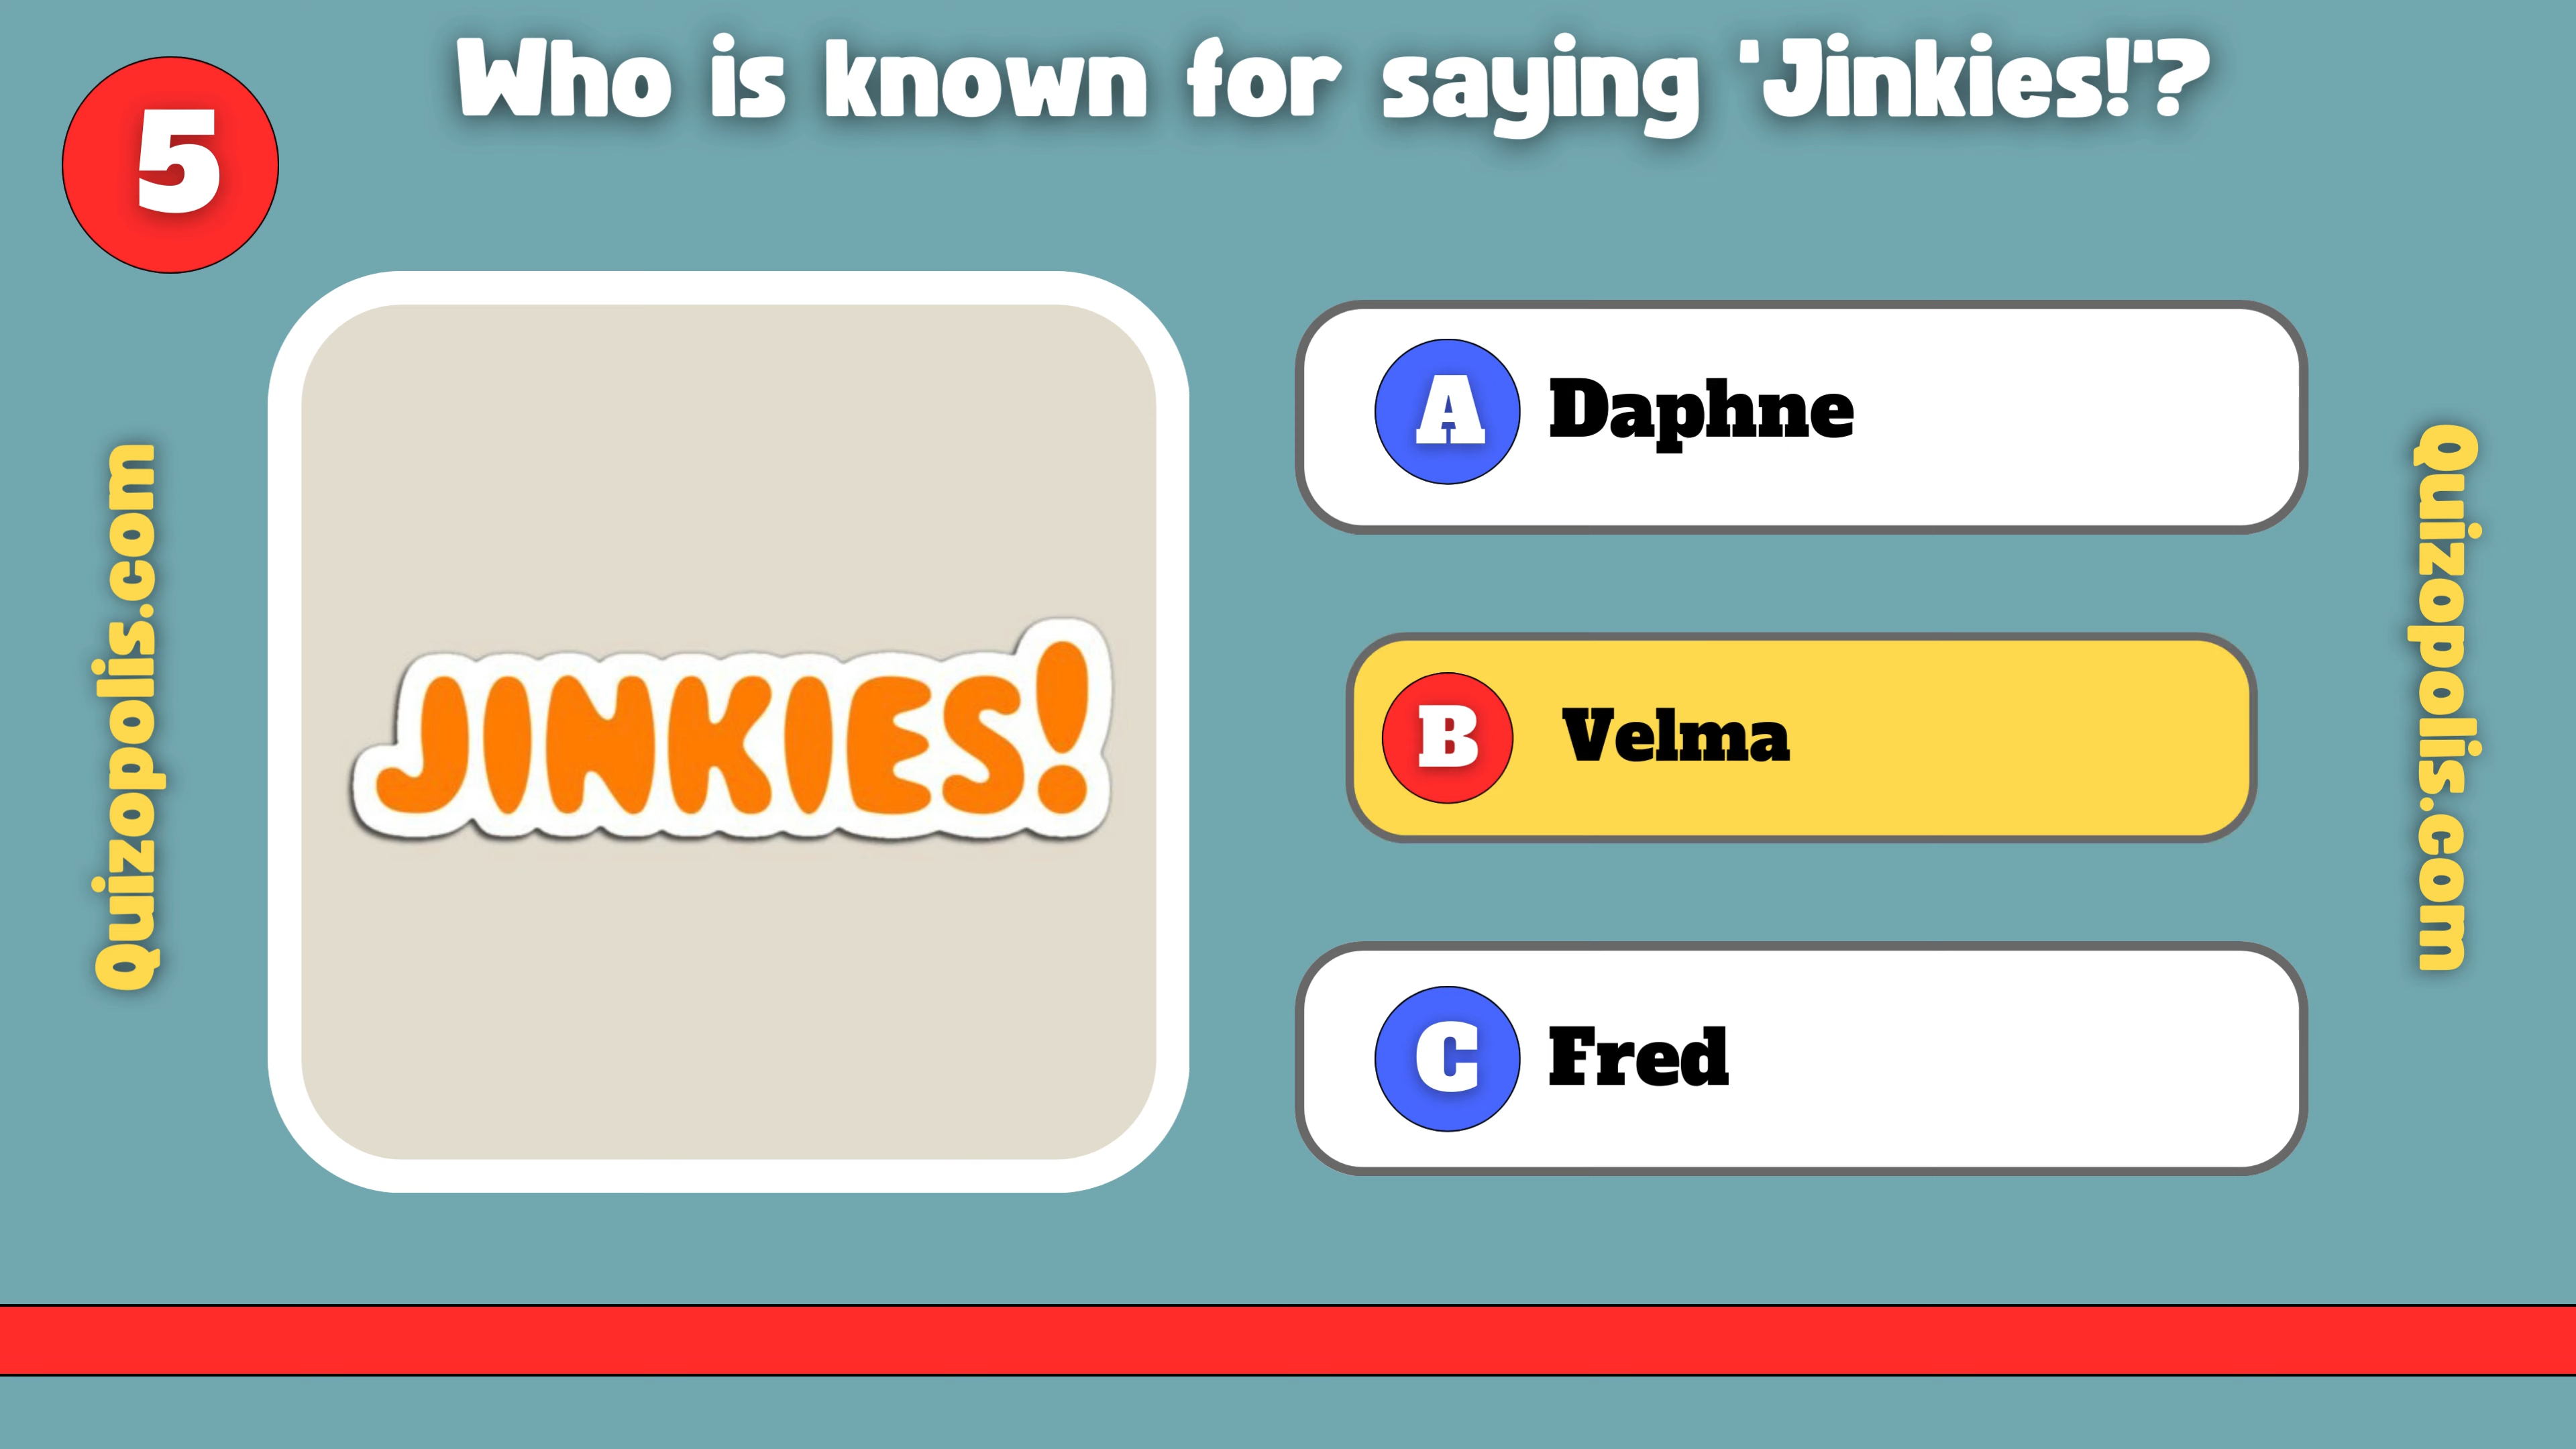 Who is known for saying 'Jinkies!'?
5
Quizopolis.com
JINKIES!
A Daphne
B Velma
C Fred
Quizopolis.com